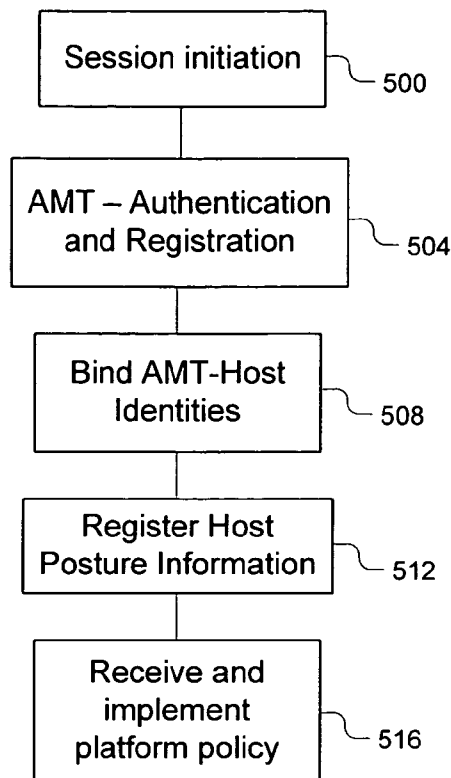 Session initiation
500
AMT – Authentication
and Registration
504
Bind AMT-Host
Identities
508
Register Host
Posture Information
512
Receive and
implement
platform policy
516